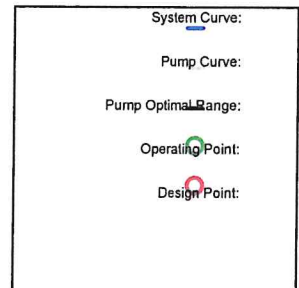 System Curve:
Pump Curve:
Pump Optimal Range:
Operating Point:
Design Point: